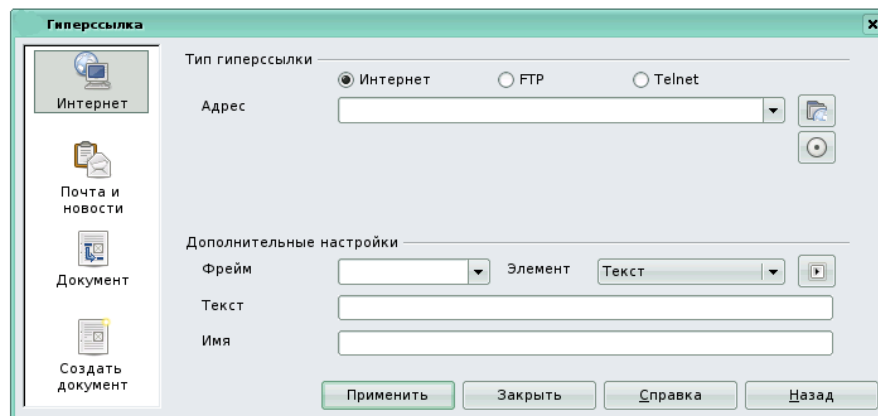 Гиперссылка
Интернет
Почта и
новости
Документ
Создать
документ
Тип гиперссылки
Интернет FTP Telnet
Адрес
Дополнительные настройки
Фрейм Элемент Текст
Текст
Имя
Применить Закрыть Справка Назад